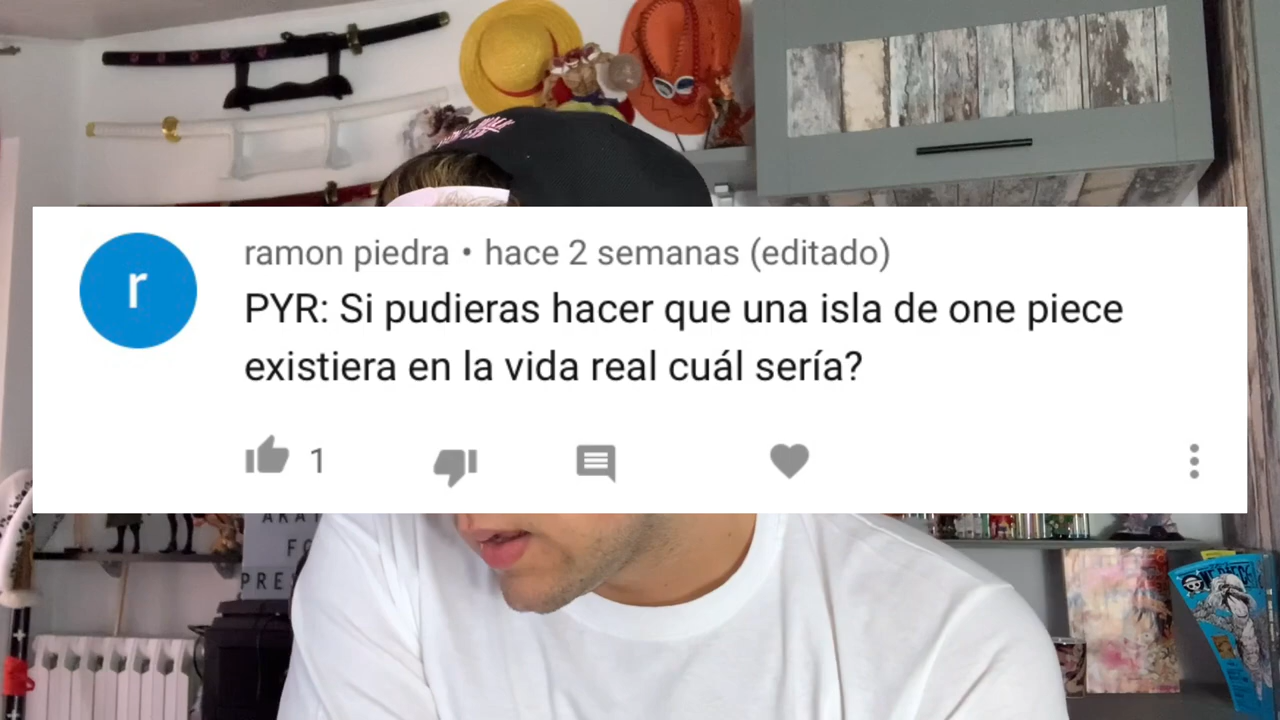 r
ramon piedra • hace 2 semanas (editado)
PYR: Si pudieras hacer que una isla de one piece
existiera en la vida real cuál sería?
1
PRES